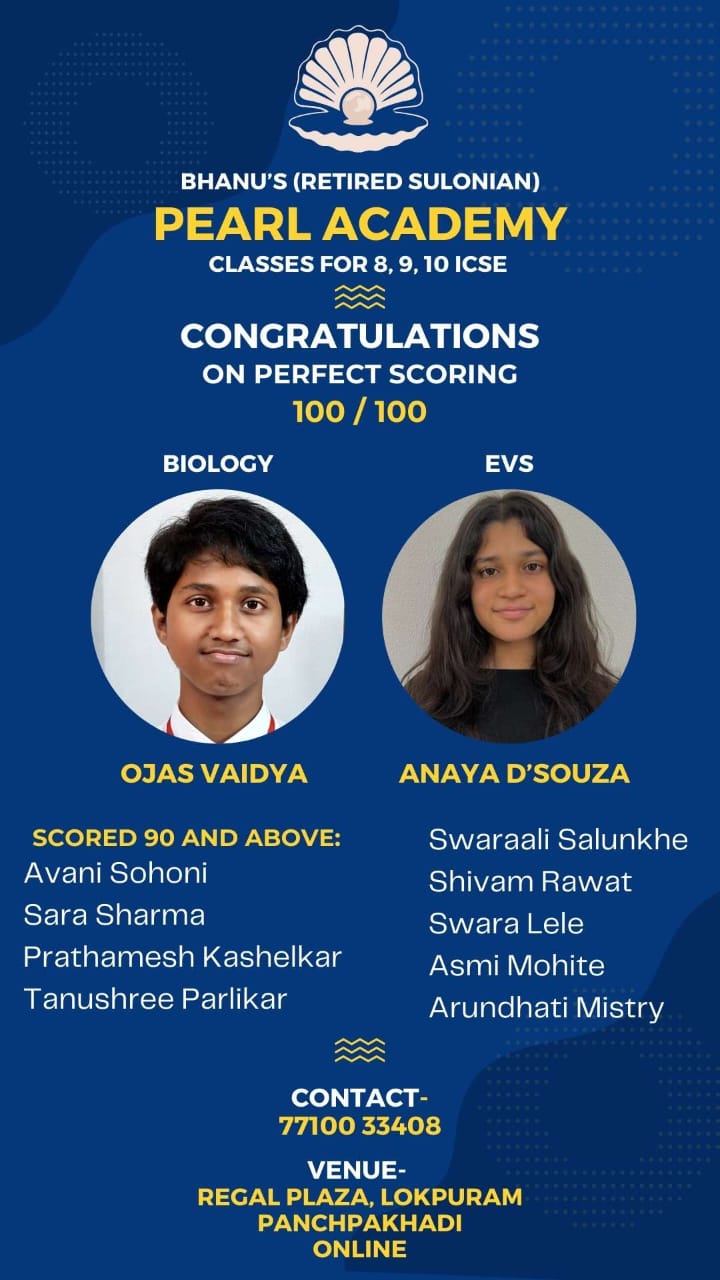 BHANU'S (RETIRED SULONIAN)
PEARL ACADEMY
CLASSES FOR 8, 9, 10 ICSE
CONGRATULATIONS
ON PERFECT SCORING
100 / 100
BIOLOGY
EVS
OJAS VAIDYA
ANAYA D'SOUZA
SCORED 90 AND ABOVE:
Avani Sohoni
Sara Sharma
Prathamesh Kashelkar
Tanushree Parlikar
Swaraali Salunkhe
Shivam Rawat
Swara Lele
Asmi Mohite
Arundhati Mistry
CONTACT-
77100 33408
VENUE-
REGAL PLAZA, LOKPURAM
PANCHPAKHADI
ONLINE